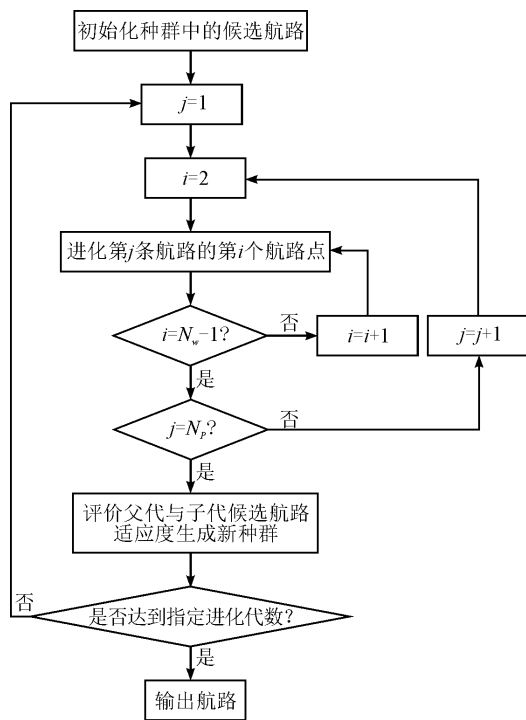 初始化种群中的候选航路
j=1
i=2
进化第j条航路的第i个航路点
i=N_w-1?
否
i=i+1
j=j+1
是
j=N_P?
否
是
评价父代与子代候选航路
适应度生成新种群
否
是否达到指定进化代数?
是
输出航路